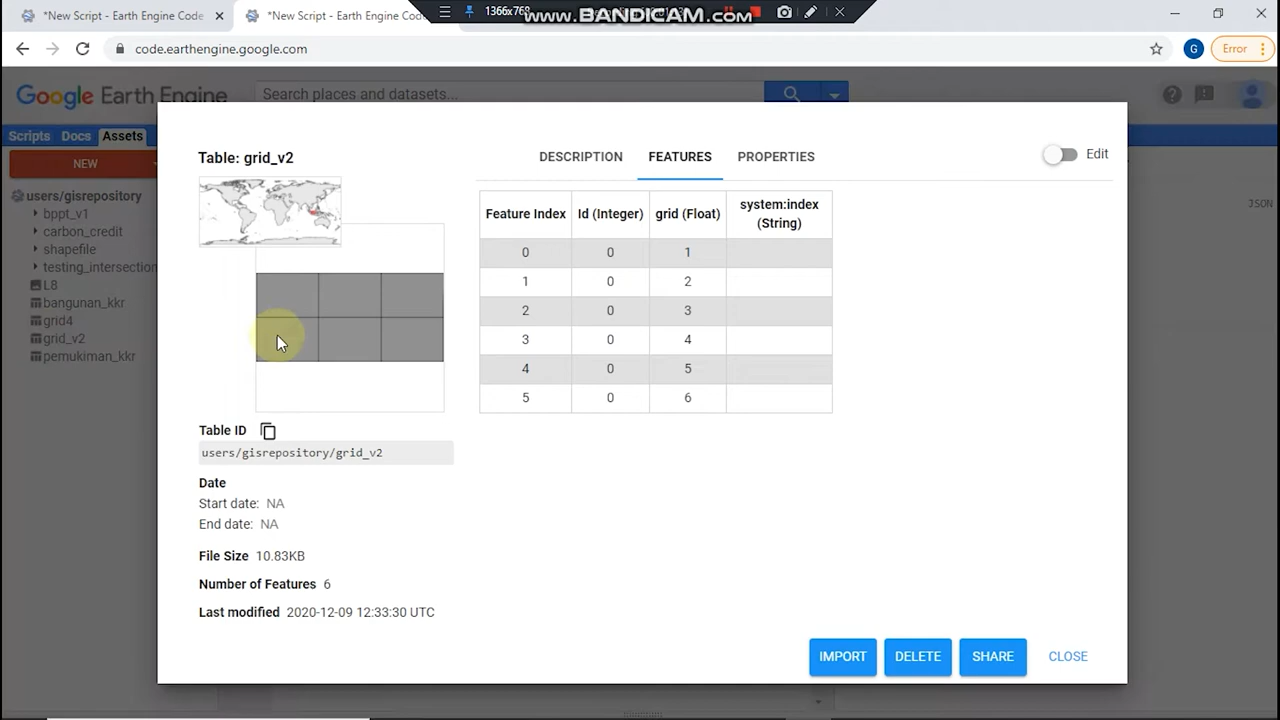 *New Script - Earth Engine Code
*New Script - Earth Engine Code
1366x768
www.BANDICAM.com
code.earthengine.google.com
G
Error
Google Earth Engine
Search places and datasets...
Scripts Docs Assets
NEW
users/gisrepository
bppt_v1
carbon_credit
shapefile
testing_intersection
L8
bangunan_kkr
grid4
grid_v2
pemukiman_kkr
JSON
Table: grid_v2
DESCRIPTION FEATURES PROPERTIES
Edit
Feature Index Id (Integer) grid (Float) system:index (String)
0 0 1
1 0 2
2 0 3
3 0 4
4 0 5
5 0 6
Table ID
users/gisrepository/grid_v2
Date
Start date: NA
End date: NA
File Size 10.83KB
Number of Features 6
Last modified 2020-12-09 12:33:30 UTC
IMPORT DELETE SHARE CLOSE